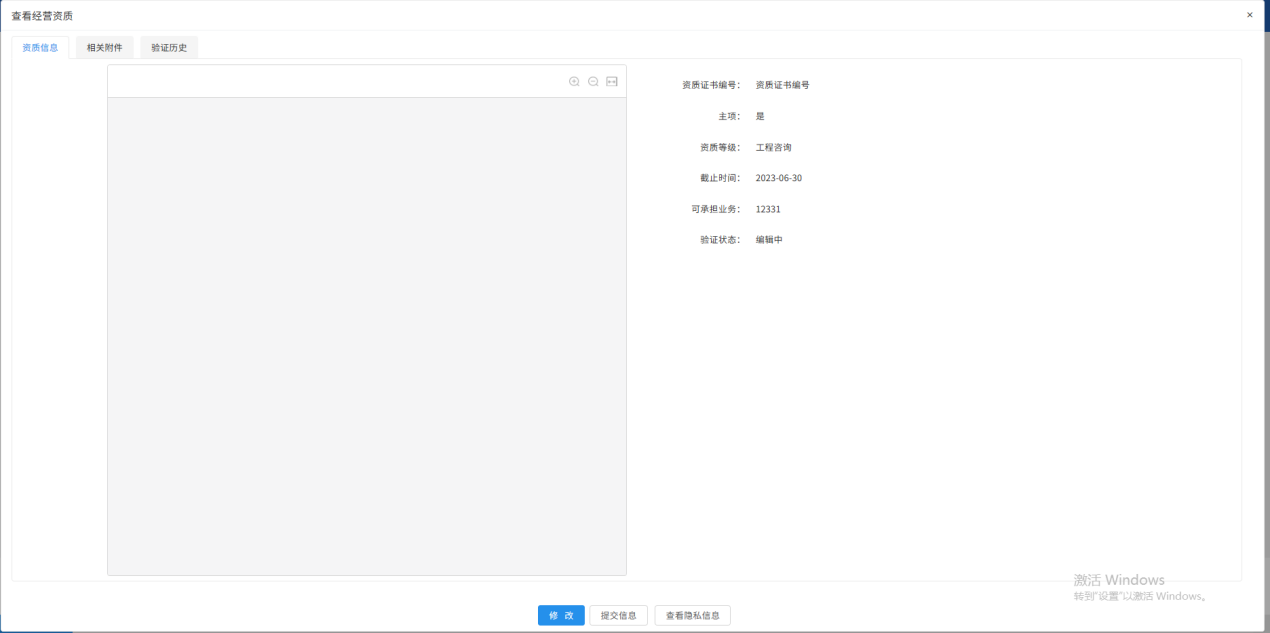 查看经营资质
×
资质信息 相关附件 验证历史
资质证书编号： 资质证书编号
主项： 是
资质等级： 工程咨询
截止时间： 2023-06-30
可承担业务： 12331
验证状态： 编辑中
激活 Windows
转到"设置"以激活 Windows。
修 改 提交信息 查看隐私信息